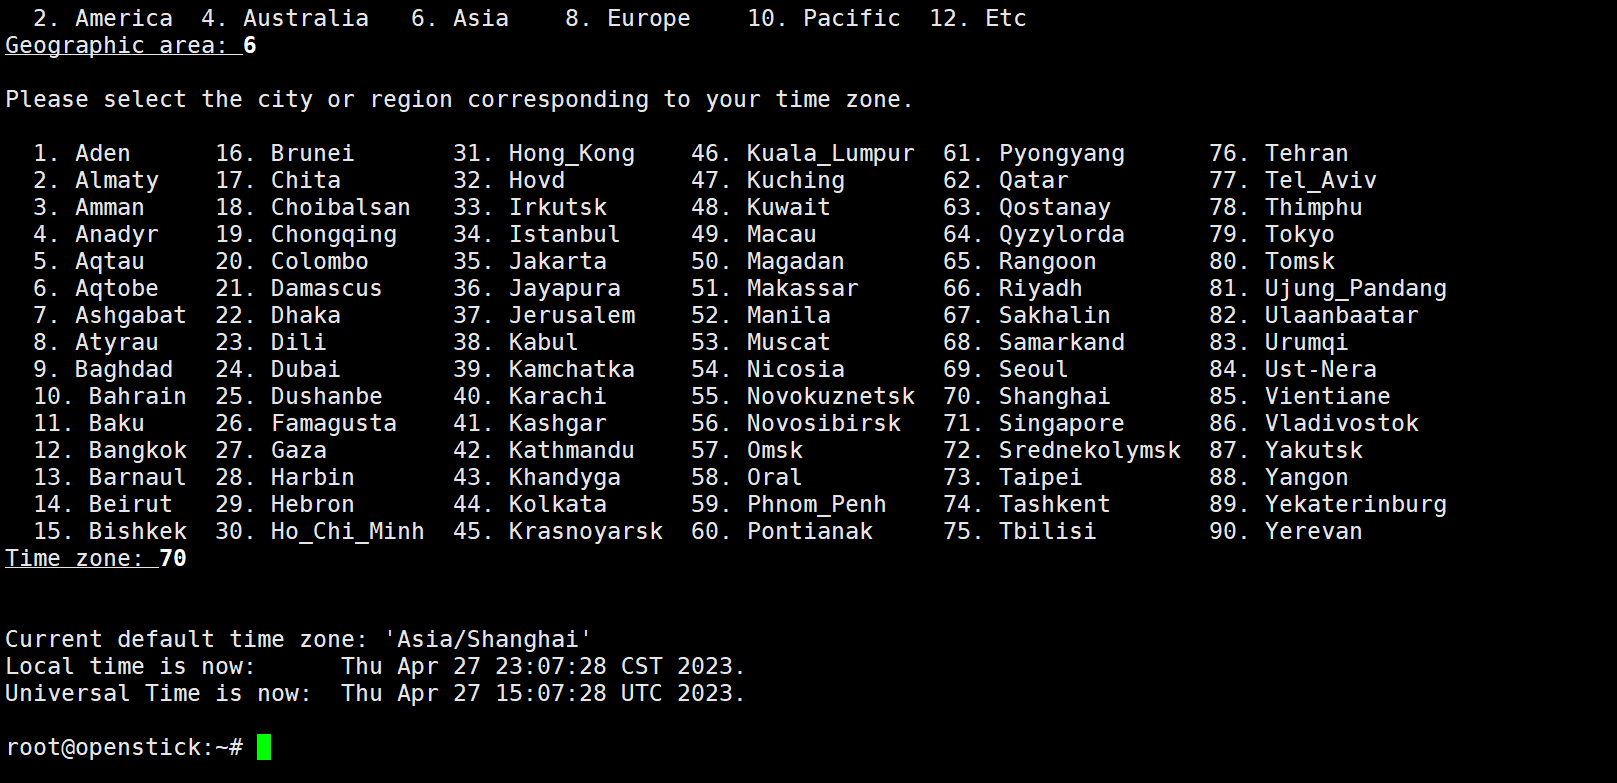 2. America  4. Australia   6. Asia    8. Europe    10. Pacific  12. Etc
Geographic area: 6
Please select the city or region corresponding to your time zone.
1. Aden      16. Brunei       31. Hong_Kong    46. Kuala_Lumpur  61. Pyongyang      76. Tehran
2. Almaty    17. Chita        32. Hovd         47. Kuching       62. Qatar          77. Tel_Aviv
3. Amman     18. Choibalsan   33. Irkutsk      48. Kuwait        63. Qostanay       78. Thimphu
4. Anadyr    19. Chongqing    34. Istanbul     49. Macau         64. Qyzylorda      79. Tokyo
5. Aqtau     20. Colombo      35. Jakarta      50. Magadan       65. Rangoon        80. Tomsk
6. Aqtobe    21. Damascus     36. Jayapura     51. Makassar      66. Riyadh         81. Ujung_Pandang
7. Ashgabat  22. Dhaka        37. Jerusalem    52. Manila        67. Sakhalin       82. Ulaanbaatar
8. Atyrau    23. Dili         38. Kabul        53. Muscat        68. Samarkand      83. Urumqi
9. Baghdad   24. Dubai        39. Kamchatka    54. Nicosia       69. Seoul          84. Ust-Nera
10. Bahrain  25. Dushanbe     40. Karachi      55. Novokuznetsk  70. Shanghai       85. Vientiane
11. Baku     26. Famagusta    41. Kashgar      56. Novosibirsk   71. Singapore      86. Vladivostok
12. Bangkok  27. Gaza         42. Kathmandu    57. Omsk          72. Srednekolymsk  87. Yakutsk
13. Barnaul  28. Harbin       43. Khandyga     58. Oral          73. Taipei         88. Yangon
14. Beirut   29. Hebron       44. Kolkata      59. Phnom_Penh    74. Tashkent       89. Yekaterinburg
15. Bishkek  30. Ho_Chi_Minh  45. Krasnoyarsk  60. Pontianak     75. Tbilisi        90. Yerevan
Time zone: 70
Current default time zone: 'Asia/Shanghai'
Local time is now:      Thu Apr 27 23:07:28 CST 2023.
Universal Time is now:  Thu Apr 27 15:07:28 UTC 2023.
root@openstick:~#